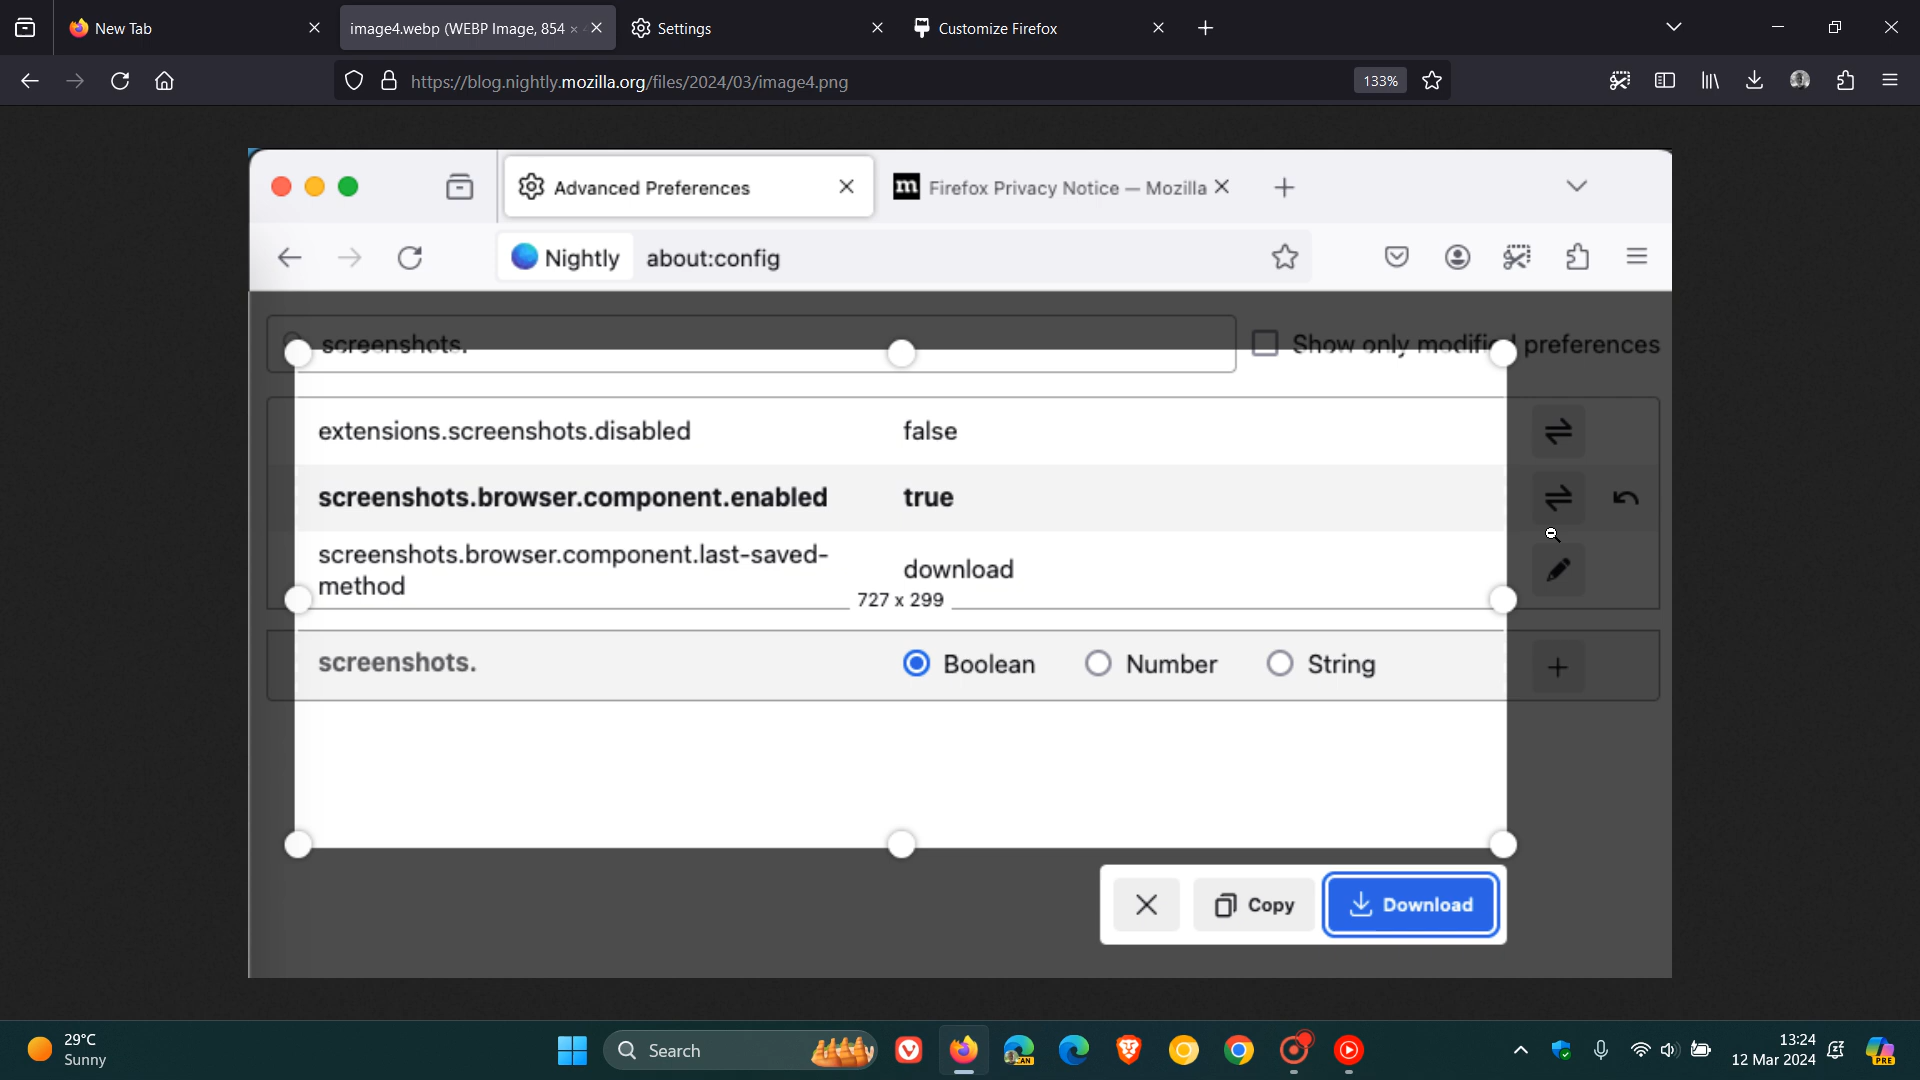 New Tab
image4.webp (WEBP Image, 854 ×
Settings
Customize Firefox
https://blog.nightly.mozilla.org/files/2024/03/image4.png
133%
Advanced Preferences
m
Firefox Privacy Notice — Mozilla
Nightly
about:config
screenshots.
Show only modified preferences
extensions.screenshots.disabled
false
screenshots.browser.component.enabled
true
screenshots.browser.component.last-saved-
method
download
727 x 299
screenshots.
Boolean
Number
String
Copy
Download
29°C
Sunny
Search
CAN
13:24
12 Mar 2024
PRE